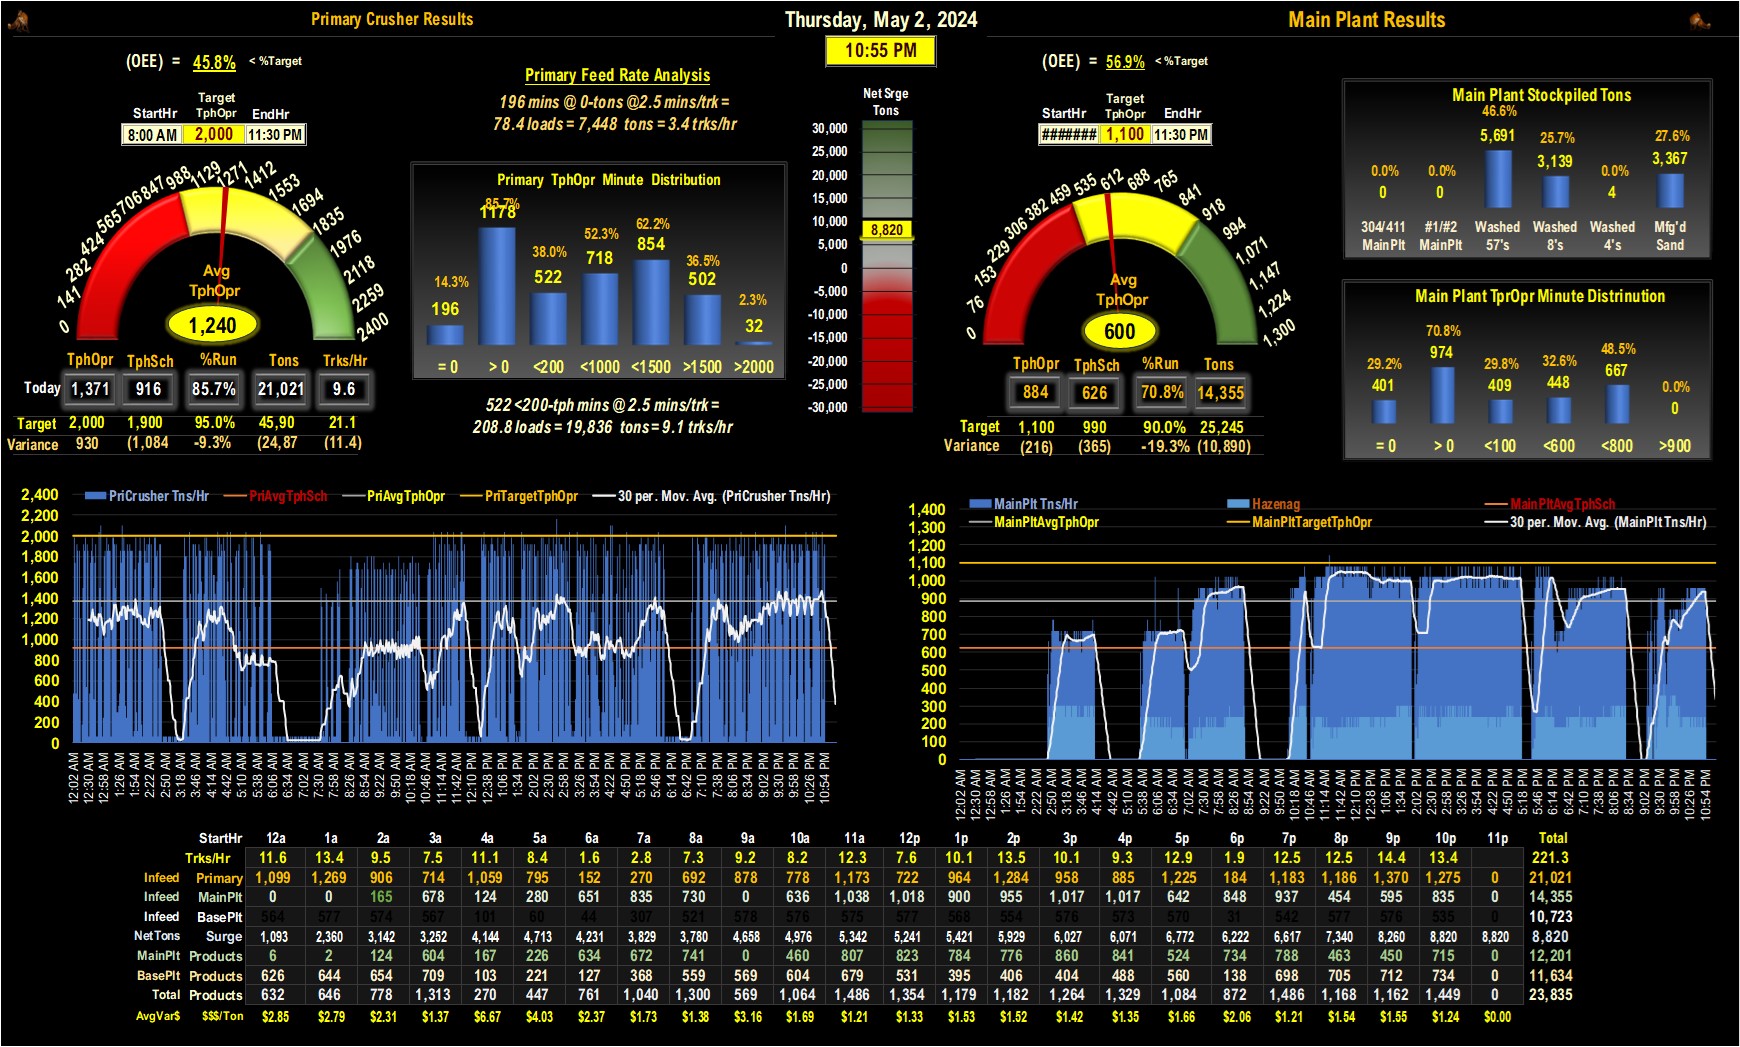 Primary Crusher Results
Thursday, May 2, 2024
Main Plant Results
10:55 PM
(OEE) = 45.8% < %Target
StartHr Target TphOpr EndHr
8:00 AM 2,000 11:30 PM
0 141 282 424 565 706 847 988 1129 1271 1412 1553 1694 1835 1976 2118 2259 2400
Avg
TphOpr
1,240
TphOpr TphSch %Run Tons Trks/Hr
Today 1,371 916 85.7% 21,021 9.6
Target 2,000 1,900 95.0% 45,90 21.1
Variance 930 (1,084 -9.3% (24,87 (11.4)
Primary Feed Rate Analysis
196 mins @ 0-tons @2.5 mins/trk =
78.4 loads = 7,448 tons = 3.4 trks/hr
Primary TphOpr Minute Distribution
14.3% 85.7% 38.0% 52.3% 62.2% 36.5% 2.3%
196 1178 522 718 854 502 32
= 0 > 0 <200 <1000 <1500 >1500 >2000
522 <200-tph mins @ 2.5 mins/trk =
208.8 loads = 19,836 tons = 9.1 trks/hr
Net Srge
Tons
30,000
25,000
20,000
15,000
10,000
8,820
5,000
0
-5,000
-10,000
-15,000
-20,000
-25,000
-30,000
(OEE) = 56.9% < %Target
StartHr Target TphOpr EndHr
####### 1,100 11:30 PM
0 76 153 229 306 382 459 535 612 688 765 841 918 994 1,071 1,147 1,224 1,300
Avg
TphOpr
600
TphOpr TphSch %Run Tons
884 626 70.8% 14,355
Target 1,100 990 90.0% 25,245
Variance (216) (365) -19.3% (10,890)
Main Plant Stockpiled Tons
0.0% 0.0% 46.6% 25.7% 0.0% 27.6%
0 0 5,691 3,139 4 3,367
304/411 #1/#2 Washed Washed Washed Mfg'd
MainPlt MainPlt 57's 8's 4's Sand
Main Plant TprOpr Minute Distrinution
29.2% 70.8% 29.8% 32.6% 48.5% 0.0%
401 974 409 448 667 0
= 0 > 0 <100 <600 <800 >900
PriCrusher Tns/Hr PriAvgTphSch PriAvgTphOpr PriTargetTphOpr 30 per. Mov. Avg. (PriCrusher Tns/Hr)
2,400
2,200
2,000
1,800
1,600
1,400
1,200
1,000
800
600
400
200
0
12:02 AM 12:30 AM 12:58 AM 1:26 AM 1:54 AM 2:22 AM 2:50 AM 3:18 AM 3:46 AM 4:14 AM 4:42 AM 5:10 AM 5:38 AM 6:06 AM 6:34 AM 7:02 AM 7:30 AM 7:58 AM 8:26 AM 8:54 AM 9:22 AM 9:50 AM 10:18 AM 10:46 AM 11:14 AM 11:42 AM 12:10 PM 12:38 PM 1:06 PM 1:34 PM 2:02 PM 2:30 PM 2:58 PM 3:26 PM 3:54 PM 4:22 PM 4:50 PM 5:18 PM 5:46 PM 6:14 PM 6:42 PM 7:10 PM 7:38 PM 8:06 PM 8:34 PM 9:02 PM 9:30 PM 9:58 PM 10:26 PM 10:54 PM
MainPlt Tns/Hr Hazenag MainPltAvgTphSch
MainPltAvgTphOpr MainPltTargetTphOpr 30 per. Mov. Avg. (MainPlt Tns/Hr)
1,400
1,300
1,200
1,100
1,000
900
800
700
600
500
400
300
200
100
0
12:02 AM 12:30 AM 12:58 AM 1:26 AM 1:54 AM 2:22 AM 2:50 AM 3:18 AM 3:46 AM 4:14 AM 4:42 AM 5:10 AM 5:38 AM 6:06 AM 6:34 AM 7:02 AM 7:30 AM 7:58 AM 8:26 AM 8:54 AM 9:22 AM 9:50 AM 10:18 AM 10:46 AM 11:14 AM 11:42 AM 12:10 PM 12:38 PM 1:06 PM 1:34 PM 2:02 PM 2:30 PM 2:58 PM 3:26 PM 3:54 PM 4:22 PM 4:50 PM 5:18 PM 5:46 PM 6:14 PM 6:42 PM 7:10 PM 7:38 PM 8:06 PM 8:34 PM 9:02 PM 9:30 PM 9:58 PM 10:26 PM 10:54 PM
StartHr 12a 1a 2a 3a 4a 5a 6a 7a 8a 9a 10a 11a 12p 1p 2p 3p 4p 5p 6p 7p 8p 9p 10p 11p Total
Trks/Hr 11.6 13.4 9.5 7.5 11.1 8.4 1.6 2.8 7.3 9.2 8.2 12.3 7.6 10.1 13.5 10.1 9.3 12.9 1.9 12.5 12.5 14.4 13.4 221.3
Infeed Primary 1,099 1,269 906 714 1,059 795 152 270 692 878 778 1,173 722 964 1,284 958 885 1,225 184 1,183 1,186 1,370 1,275 0 21,021
Infeed MainPlt 0 0 165 678 124 280 651 835 730 0 636 1,038 1,018 900 955 1,017 1,017 642 848 937 454 595 835 0 14,355
Infeed BasePlt 564 577 574 567 101 60 44 307 521 578 576 575 577 568 554 576 573 570 31 542 577 576 535 0 10,723
NetTons Surge 1,093 2,360 3,142 3,252 4,144 4,713 4,231 3,829 3,780 4,658 4,976 5,342 5,241 5,421 5,929 6,027 6,071 6,772 6,222 6,617 7,340 8,260 8,820 8,820 8,820
MainPlt Products 6 2 124 604 167 226 634 672 741 0 460 807 823 784 776 860 841 524 734 788 463 450 715 0 12,201
BasePlt Products 626 644 654 709 103 221 127 368 559 569 604 679 531 395 406 404 488 560 138 698 705 712 734 0 11,634
Total Products 632 646 778 1,313 270 447 761 1,040 1,300 569 1,064 1,486 1,354 1,179 1,182 1,264 1,329 1,084 872 1,486 1,168 1,162 1,449 0 23,835
AvgVar$ $$$/Ton $2.85 $2.79 $2.31 $1.37 $6.67 $4.03 $2.37 $1.73 $1.38 $3.16 $1.69 $1.21 $1.33 $1.53 $1.52 $1.42 $1.35 $1.66 $2.06 $1.21 $1.54 $1.55 $1.24 $0.00